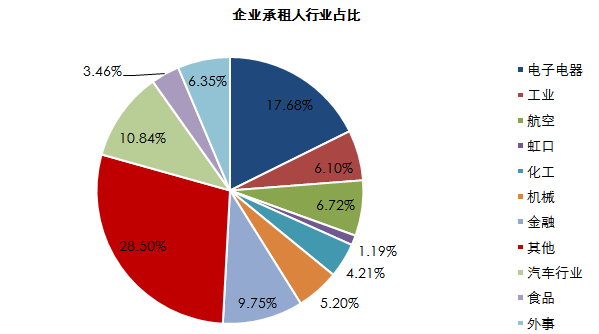 企业承租人行业占比
3.46%
6.35%
17.68%
10.84%
6.10%
6.72%
28.50%
1.19%
4.21%
9.75%
5.20%
电子电器
工业
航空
虹口
化工
机械
金融
其他
汽车行业
食品
外事